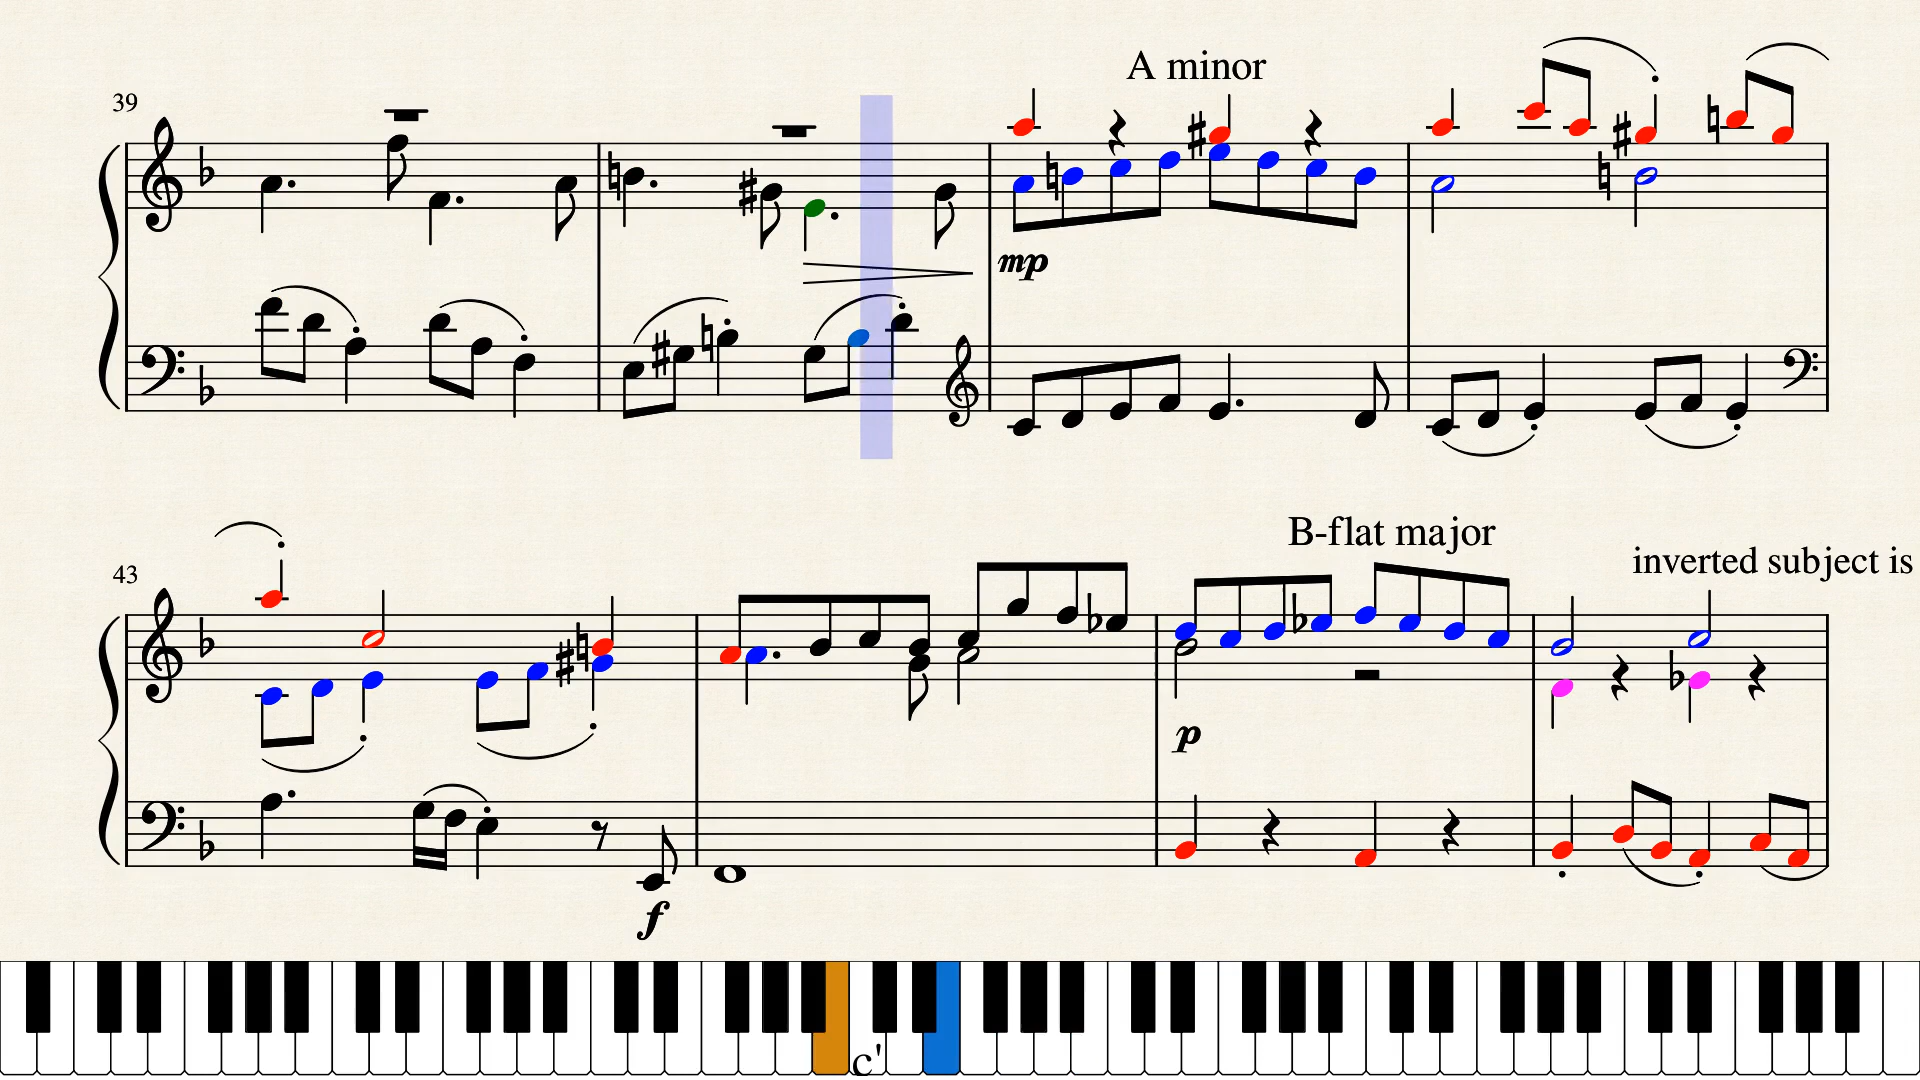 A minor
39
mp
B-flat major
inverted subject is
43
p
f
c'